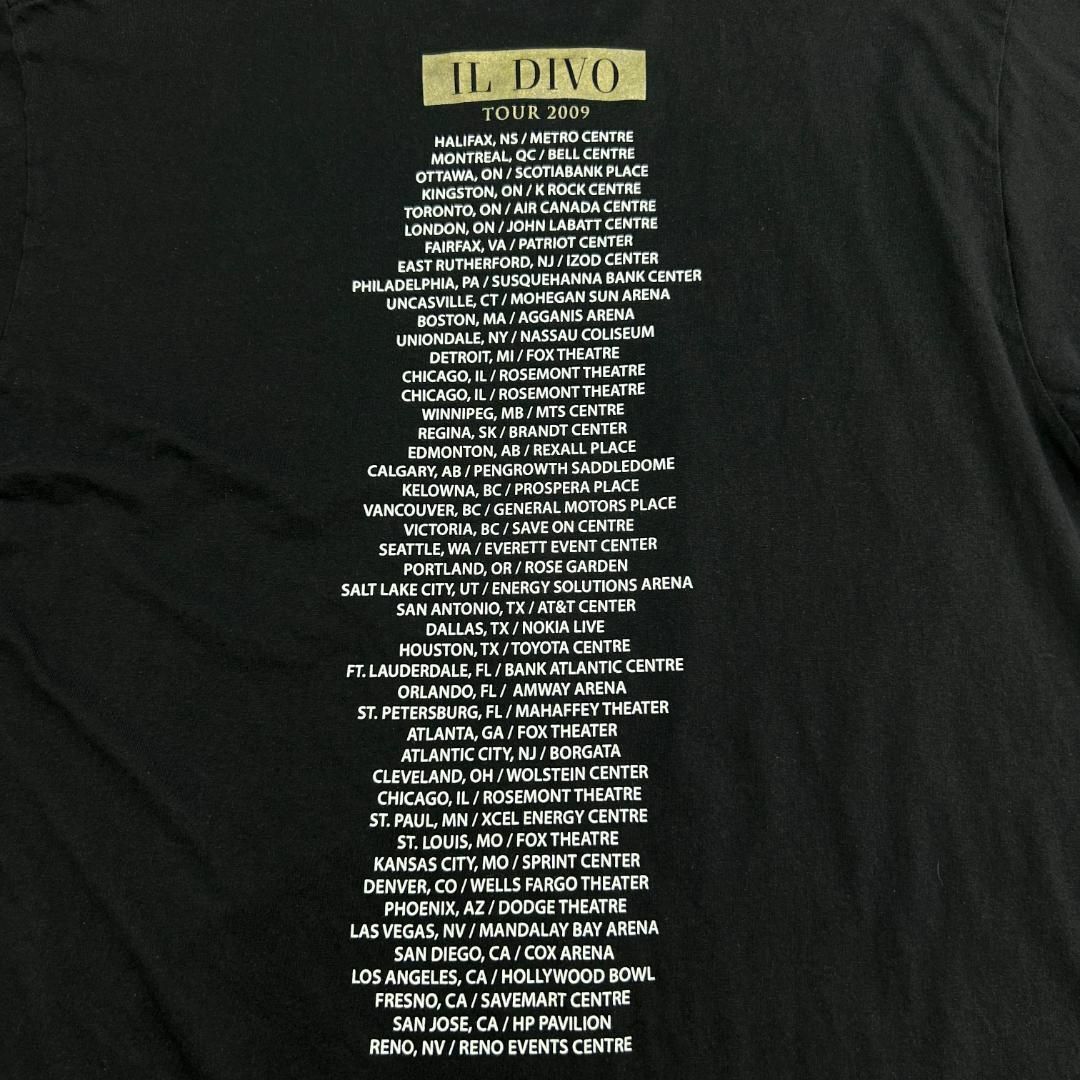 IL DIVO
TOUR 2009
HALIFAX, NS / METRO CENTRE
MONTREAL, QC / BELL CENTRE
OTTAWA, ON / SCOTIABANK PLACE
KINGSTON, ON / K ROCK CENTRE
TORONTO, ON / AIR CANADA CENTRE
LONDON, ON / JOHN LABATT CENTRE
FAIRFAX, VA / PATRIOT CENTER
EAST RUTHERFORD, NJ / IZOD CENTER
PHILADELPHIA, PA / SUSQUEHANNA BANK CENTER
UNCASVILLE, CT / MOHEGAN SUN ARENA
BOSTON, MA / AGGANIS ARENA
UNIONDALE, NY / NASSAU COLISEUM
DETROIT, MI / FOX THEATRE
CHICAGO, IL / ROSEMONT THEATRE
CHICAGO, IL / ROSEMONT THEATRE
WINNIPEG, MB / MTS CENTRE
REGINA, SK / BRANDT CENTER
EDMONTON, AB / REXALL PLACE
CALGARY, AB / PENGROWTH SADDLEDOME
KELOWNA, BC / PROSPERA PLACE
VANCOUVER, BC / GENERAL MOTORS PLACE
VICTORIA, BC / SAVE ON CENTRE
SEATTLE, WA / EVERETT EVENT CENTER
PORTLAND, OR / ROSE GARDEN
SALT LAKE CITY, UT / ENERGY SOLUTIONS ARENA
SAN ANTONIO, TX / AT&T CENTER
DALLAS, TX / NOKIA LIVE
HOUSTON, TX / TOYOTA CENTRE
FT. LAUDERDALE, FL / BANK ATLANTIC CENTRE
ORLANDO, FL / AMWAY ARENA
ST. PETERSBURG, FL / MAHAFFEY THEATER
ATLANTA, GA / FOX THEATER
ATLANTIC CITY, NJ / BORGATA
CLEVELAND, OH / WOLSTEIN CENTER
CHICAGO, IL / ROSEMONT THEATRE
ST. PAUL, MN / XCEL ENERGY CENTRE
ST. LOUIS, MO / FOX THEATRE
KANSAS CITY, MO / SPRINT CENTER
DENVER, CO / WELLS FARGO THEATER
PHOENIX, AZ / DODGE THEATRE
LAS VEGAS, NV / MANDALAY BAY ARENA
SAN DIEGO, CA / COX ARENA
LOS ANGELES, CA / HOLLYWOOD BOWL
FRESNO, CA / SAVEMART CENTRE
SAN JOSE, CA / HP PAVILION
RENO, NV / RENO EVENTS CENTRE